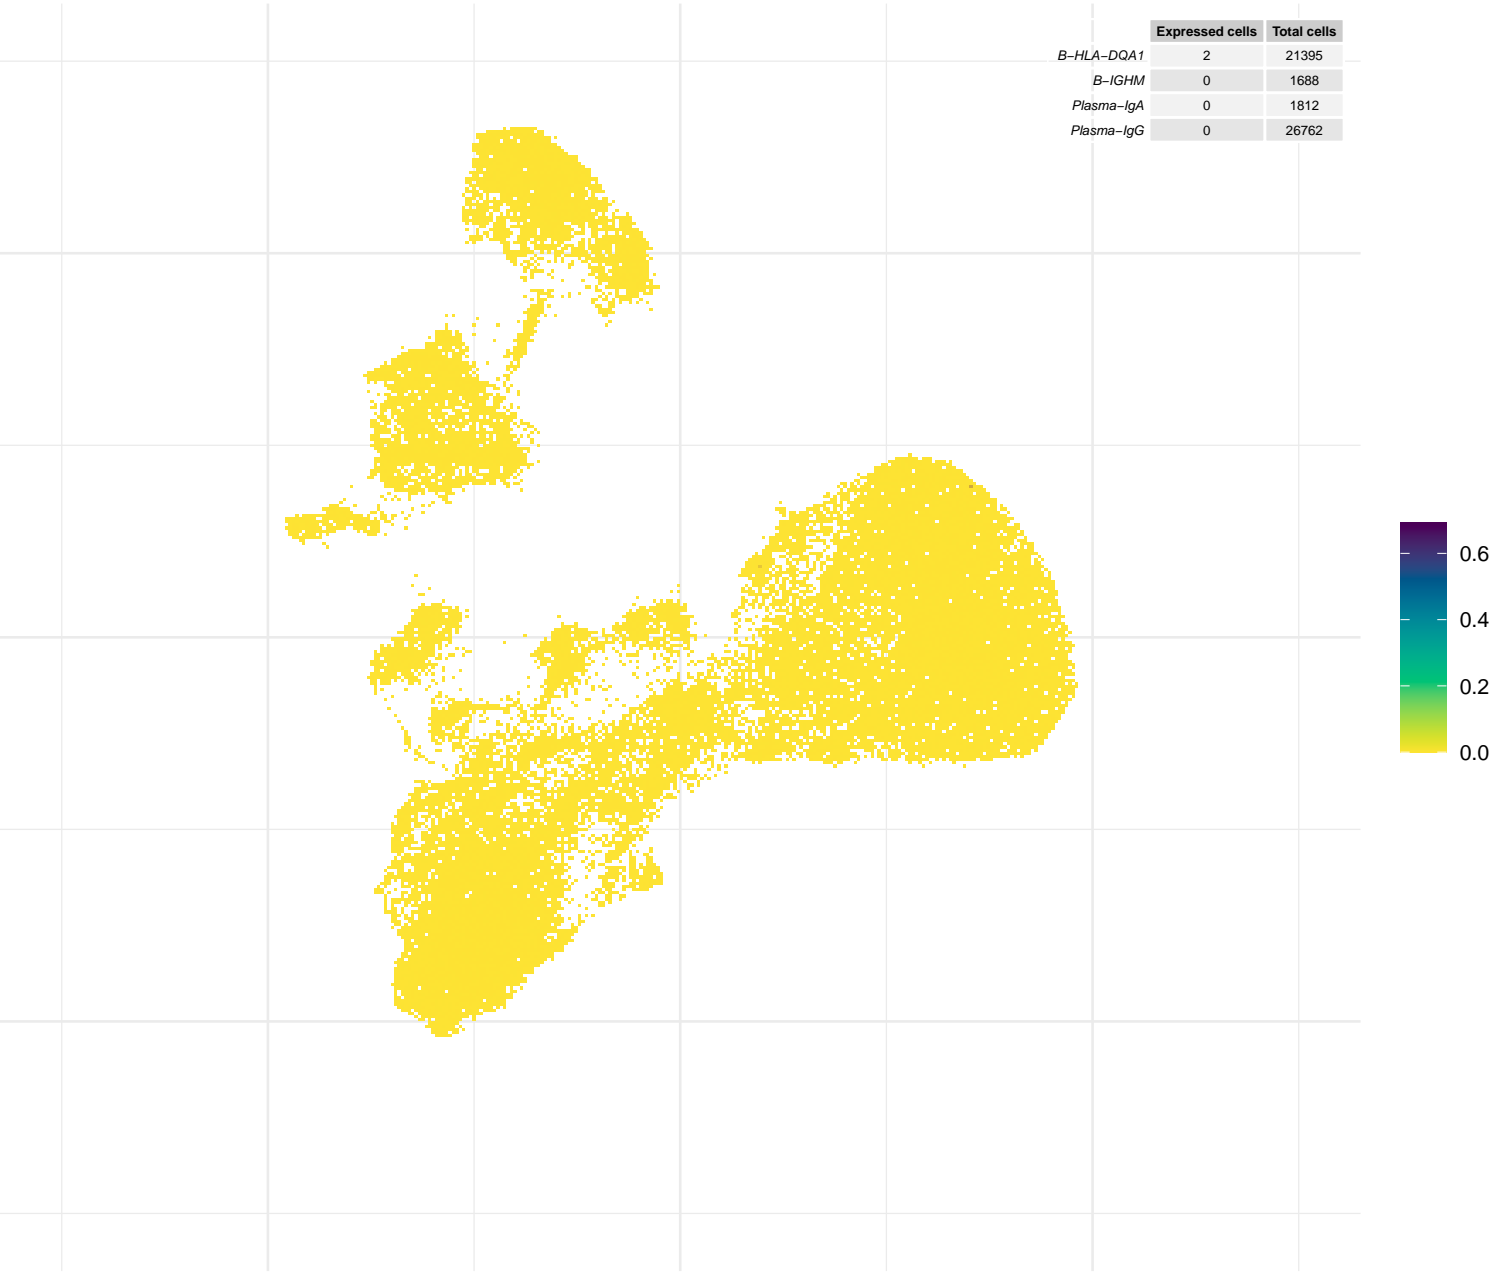 Expressed cells Total cells
B−HLA−DQA1 2 21395
B−IGHM 0 1688
Plasma−IgA 0 1812
Plasma−IgG 0 26762
0.6
0.4
0.2
0.0